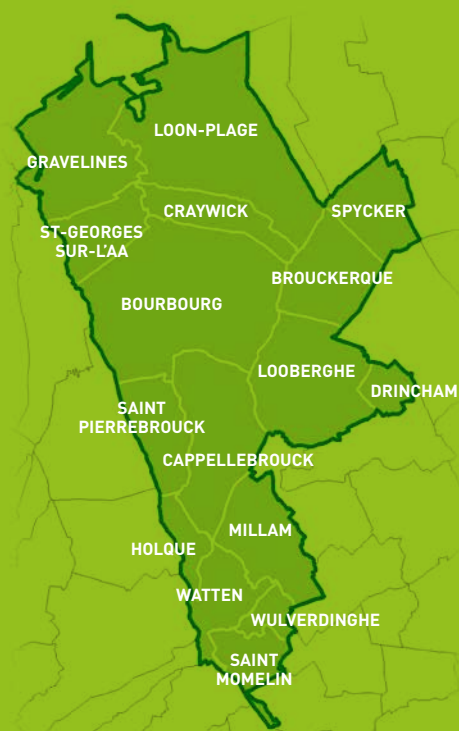 LOON-PLAGE
GRAVELINES
CRAYWICK
SPYCKER
ST-GEORGES
SUR-L'AA
BROUCKERQUE
BOURBOURG
LOOBERGHE
DRINCHAM
SAINT
PIERREBROUCK
CAPPELLEBROUCK
MILLAM
HOLQUE
WATTEN
WULVERDINGHE
SAINT
MOMELIN